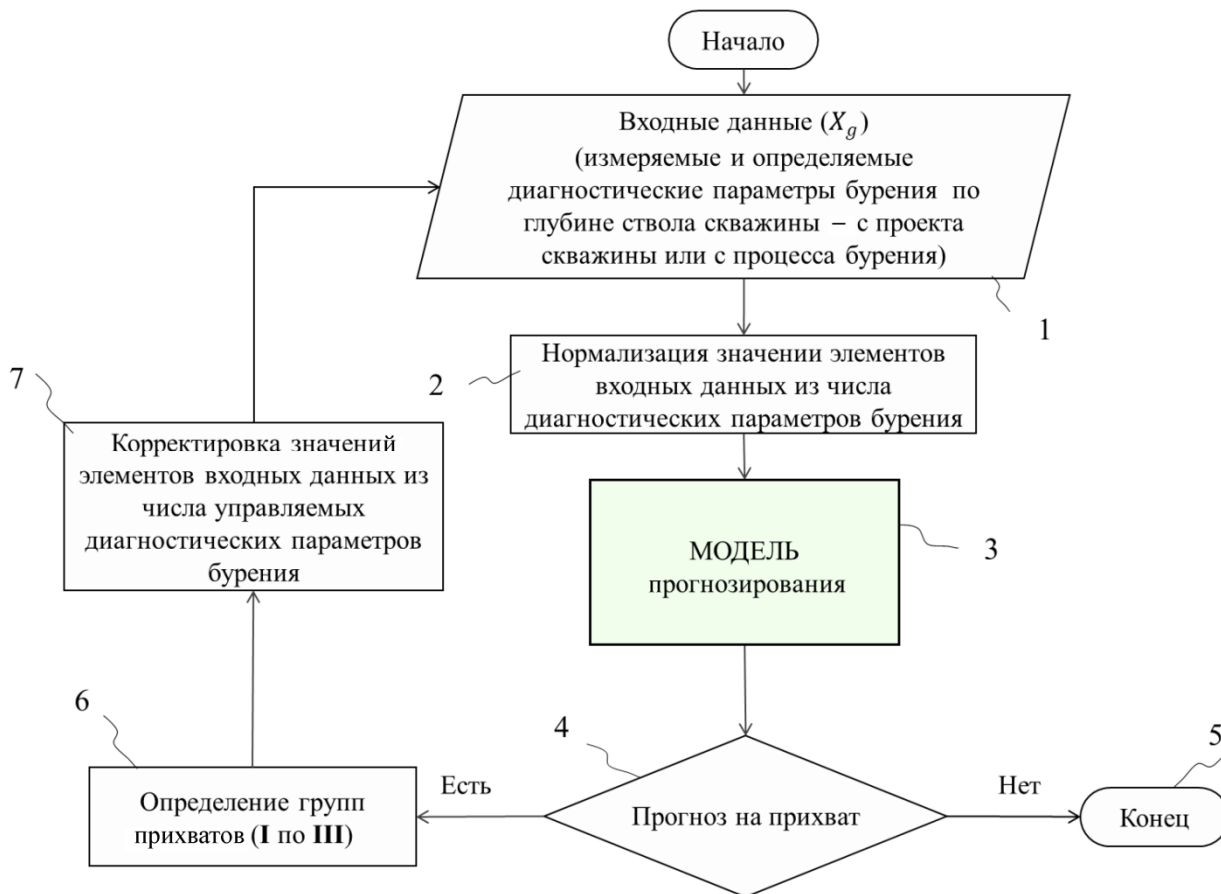 Начало
Входные данные (X_g)
(измеряемые и определяемые
диагностические параметры бурения по
глубине ствола скважины – с проекта
скважины или с процесса бурения)
1
2
Нормализация значении элементов
входных данных из числа
диагностических параметров бурения
7
Корректировка значений
элементов входных данных из
числа управляемых
диагностических параметров
бурения
МОДЕЛЬ
прогнозирования
3
6
4
5
Определение групп
прихватов (I по III)
Есть
Прогноз на прихват
Нет
Конец